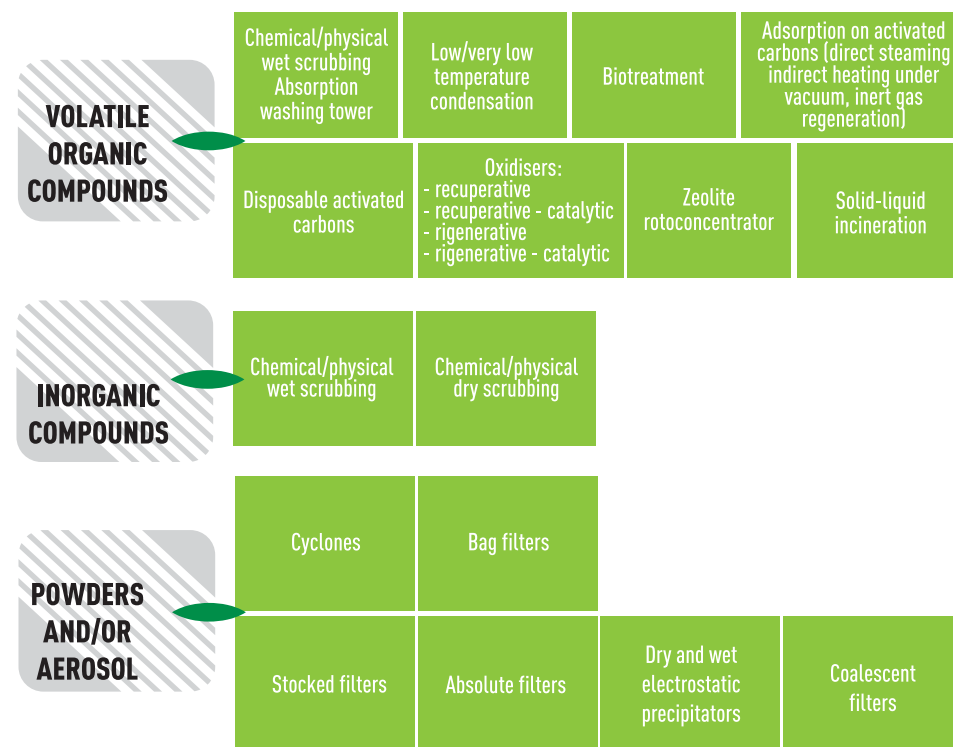 VOLATILE
ORGANIC
COMPOUNDS
Chemical/physical
wet scrubbing
Absorption
washing tower
Low/very low
temperature
condensation
Biotreatment
Adsorption on activated
carbons (direct steaming
indirect heating under
vacuum, inert gas
regeneration)
Disposable activated
carbons
Oxidisers:
- recuperative
- recuperative - catalytic
- rigenerative
- rigenerative - catalytic
Zeolite
rotoconcentrator
Solid-liquid
incineration
INORGANIC
COMPOUNDS
Chemical/physical
wet scrubbing
Chemical/physical
dry scrubbing
POWDERS
AND/OR
AEROSOL
Cyclones
Bag filters
Stocked filters
Absolute filters
Dry and wet
electrostatic
precipitators
Coalescent
filters